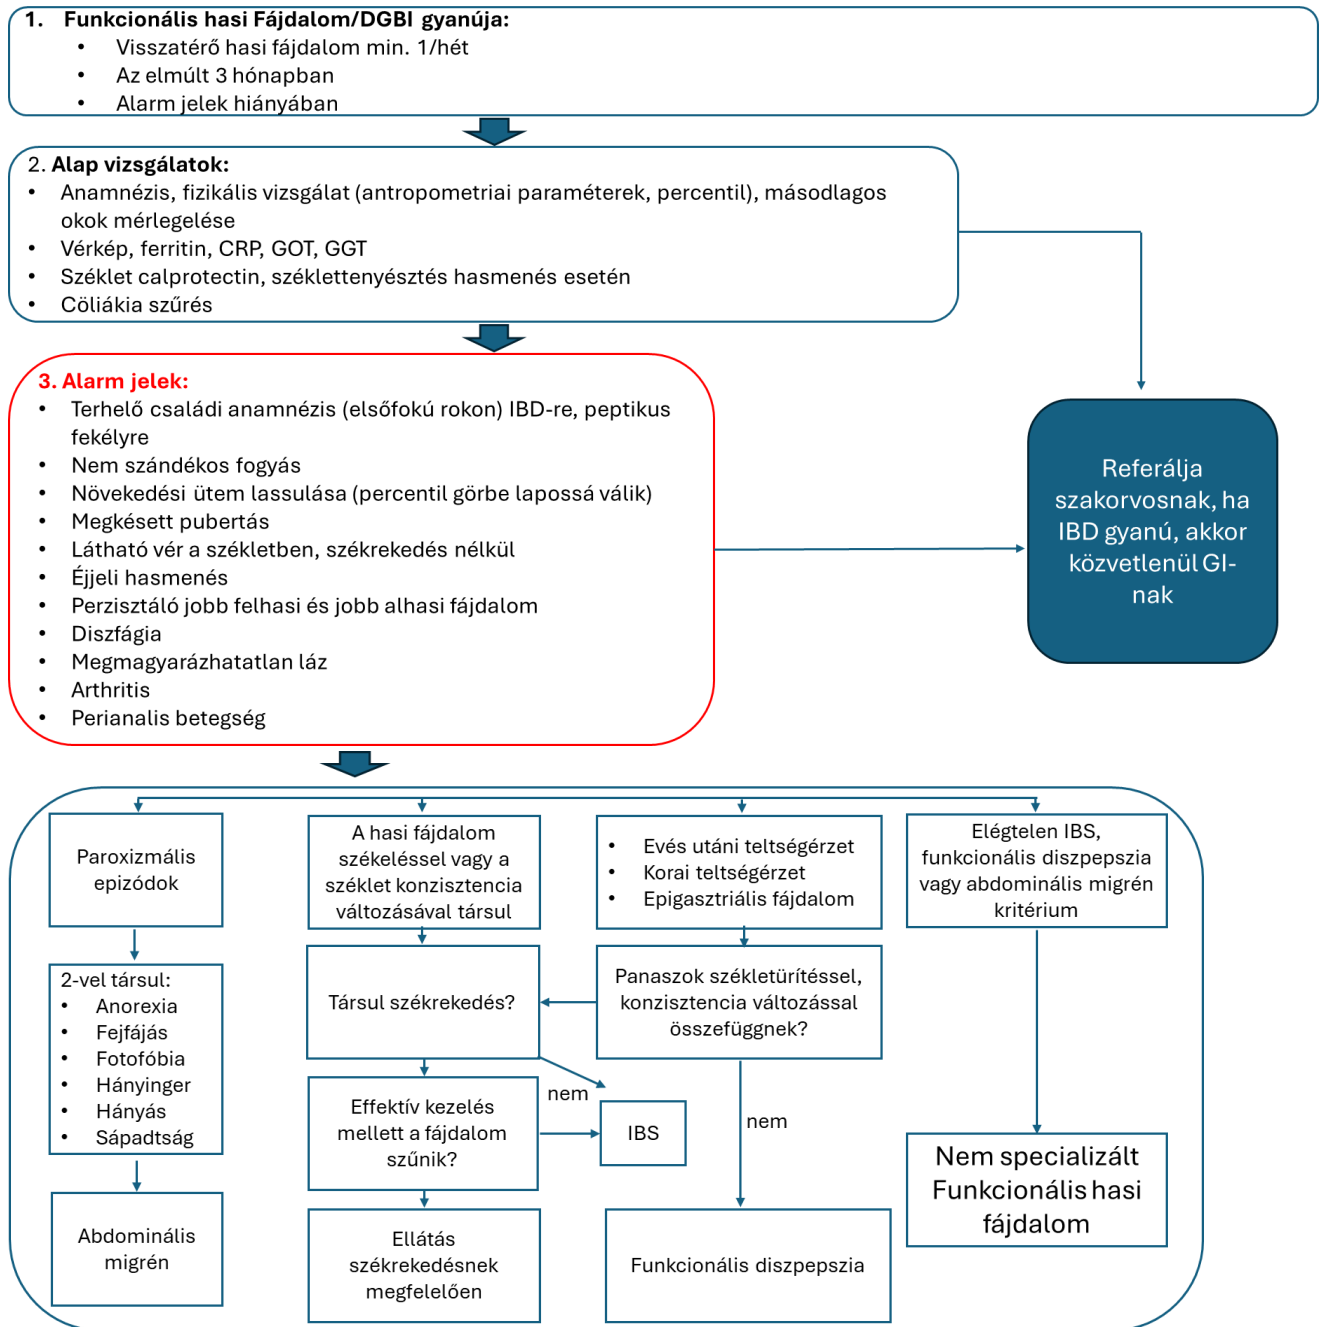 1. Funkcionális hasi Fájdalom/DGBI gyanúja:
• Visszatérő hasi fájdalom min. 1/hét
• Az elmúlt 3 hónapban
• Alarm jelek hiányában
2. Alap vizsgálatok:
• Anamnézis, fizikális vizsgálat (antropometriai paraméterek, percentil), másodlagos
okok mérlegelése
• Vérkép, ferritin, CRP, GOT, GGT
• Széklet calprotectin, széklettenyésztés hasmenés esetén
• Cöliákia szűrés
3. Alarm jelek:
• Terhelő családi anamnézis (elsőfokú rokon) IBD-re, peptikus
fekélyre
• Nem szándékos fogyás
• Növekedési ütem lassulása (percentil görbe lapossá válik)
• Megkésett pubertás
• Látható vér a székletben, székrekedés nélkül
• Éjjeli hasmenés
• Perzisztáló jobb felhasi és jobb alhasi fájdalom
• Diszfágia
• Megmagyarázhatatlan láz
• Arthritis
• Perianalis betegség
Referálja
szakorvosnak, ha
IBD gyanú, akkor
közvetlenül GI-
nak
Paroxizmális
epizódok
2-vel társul:
• Anorexia
• Fejfájás
• Fotofóbia
• Hányinger
• Hányás
• Sápadtság
Abdominális
migrén
A hasi fájdalom
székeléssel vagy a
széklet konzisztencia
változásával társul
Társul székrekedés?
nem
Effektív kezelés
mellett a fájdalom
szűnik?
IBS
Ellátás
székrekedésnek
megfelelően
• Evés utáni teltségérzet
• Korai teltségérzet
• Epigasztriális fájdalom
Panaszok székletürítéssel,
konzisztencia változással
összefüggnek?
nem
Funkcionális diszpepszia
Elégtelen IBS,
funkcionális diszpepszia
vagy abdominális migrén
kritérium
Nem specializált
Funkcionális hasi
fájdalom